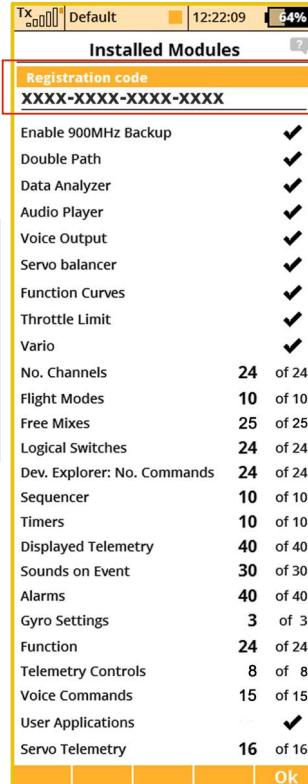 Tx Default 12:22:09 64%
Installed Modules ?
Registration code
XXXX-XXXX-XXXX-XXXX
Enable 900MHz Backup ✔
Double Path ✔
Data Analyzer ✔
Audio Player ✔
Voice Output ✔
Servo balancer ✔
Function Curves ✔
Throttle Limit ✔
Vario ✔
No. Channels 24 of 24
Flight Modes 10 of 10
Free Mixes 25 of 25
Logical Switches 24 of 24
Dev. Explorer: No. Commands 24 of 24
Sequencer 10 of 10
Timers 10 of 10
Displayed Telemetry 40 of 40
Sounds on Event 30 of 30
Alarms 40 of 40
Gyro Settings 3 of 3
Function 24 of 24
Telemetry Controls 8 of 8
Voice Commands 15 of 15
User Applications ✔
Servo Telemetry 16 of 16
Ok